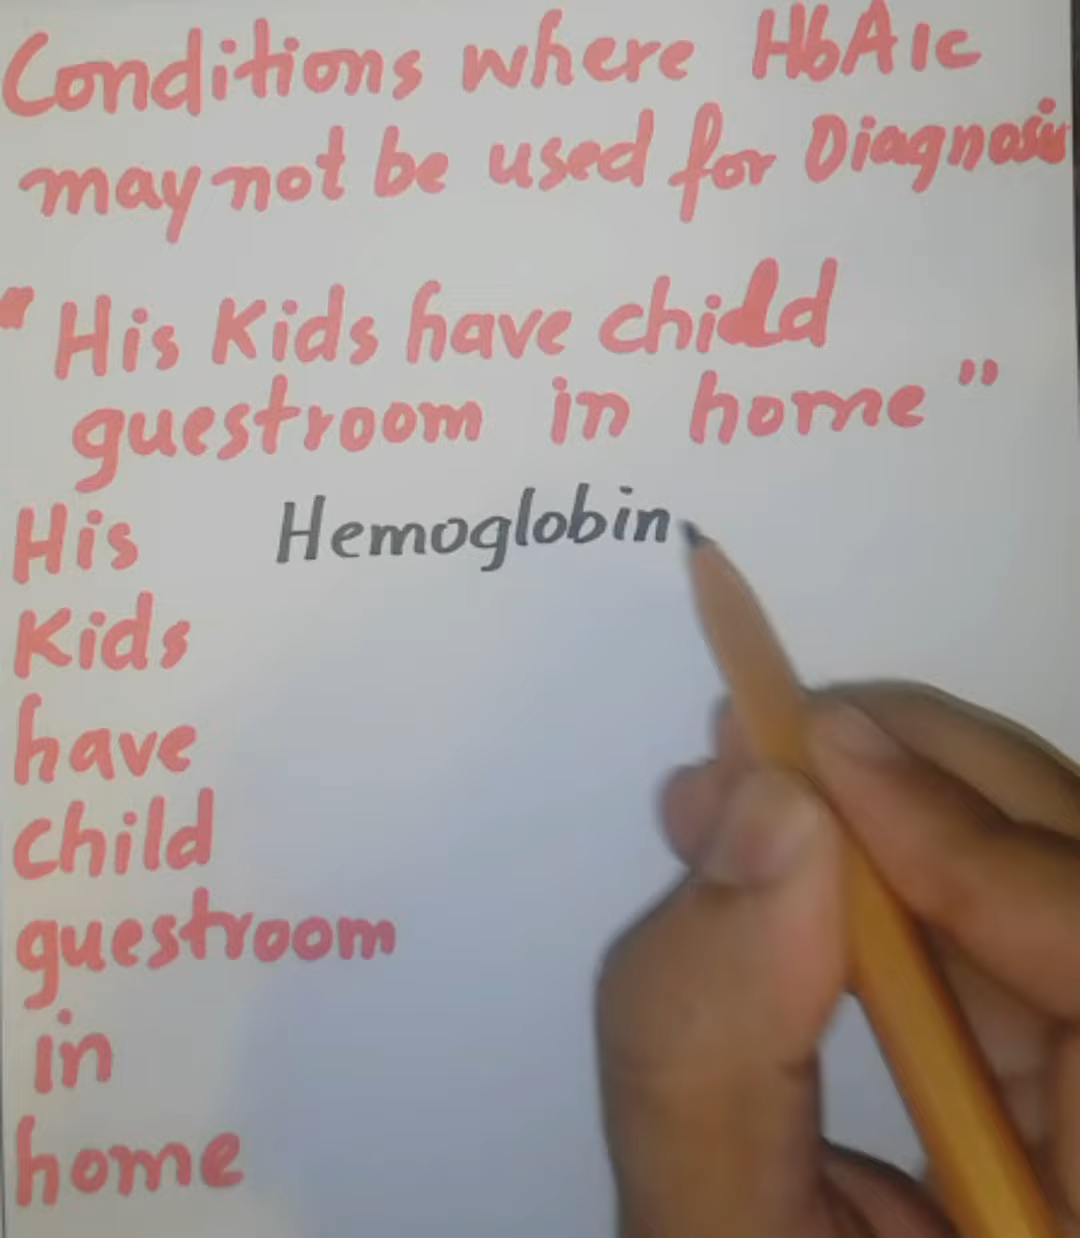 Conditions where HbA1c
may not be used for Diagnosis
"His Kids have child
guestroom in home"
His Hemoglobin
Kids
have
child
guestroom
in
home